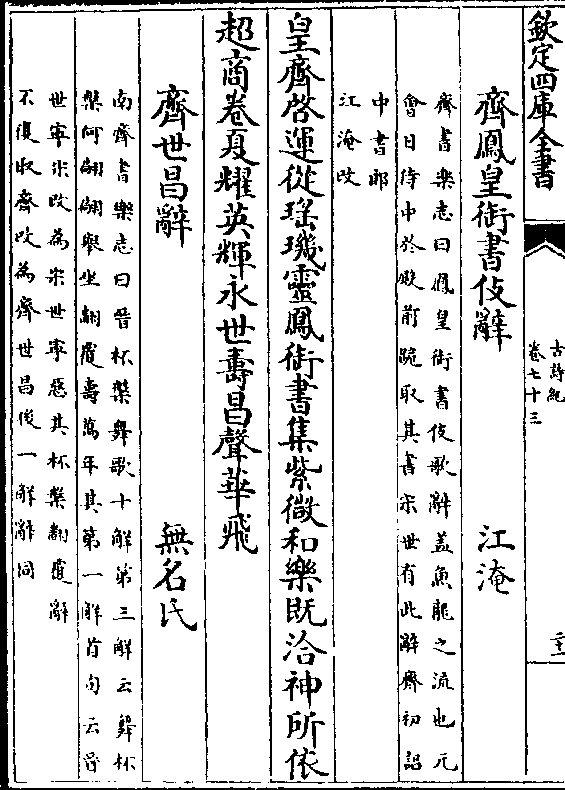 欽定四庫全書
古詩紀
卷七十三
二十一
齊鳳皇銜書伎辭
江淹
齊書樂志曰鳳皇銜書伎歌辭盖魚龍之流也元
會日侍中於殿前跪取其書宋世有此辭齊初詔
中書郎
江淹改
皇齊啓運從瑤璣靈鳳銜書集紫微和樂既洽神所依
超商卷夏耀英輝永世壽昌聲華飛
齊世昌辭
無名氏
南齊書樂志曰晉杯槃舞歌十解第三解云舞杯
槃何翩翩舉坐翻覆壽萬年其第一解首句云晉
世寧宋改為宋世寧惡其杯槃翻覆辭
不復取齊改為齊世昌後一解辭同